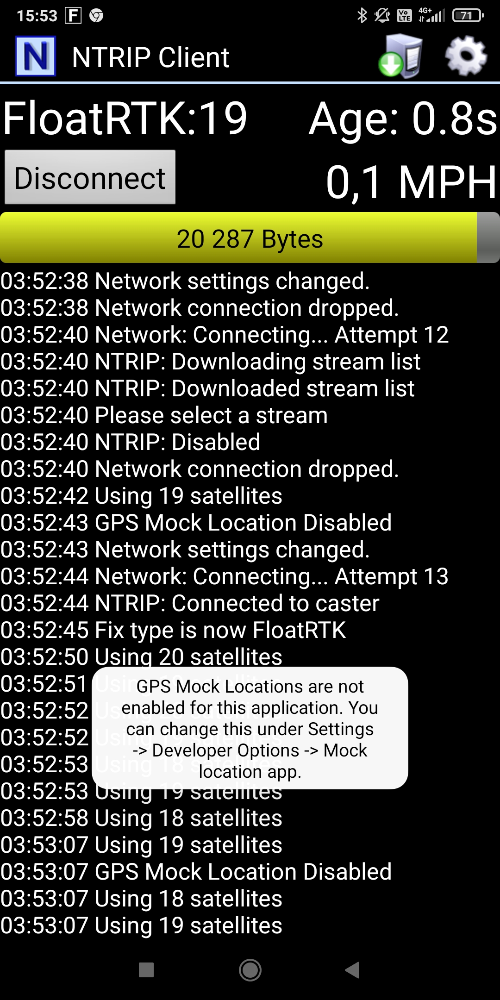 15:53 F Vo LTE 4G+ 71
N NTRIP Client
FloatRTK:19 Age: 0.8s
Disconnect 0,1 MPH
20 287 Bytes
03:52:38 Network settings changed.
03:52:38 Network connection dropped.
03:52:40 Network: Connecting... Attempt 12
03:52:40 NTRIP: Downloading stream list
03:52:40 NTRIP: Downloaded stream list
03:52:40 Please select a stream
03:52:40 NTRIP: Disabled
03:52:40 Network connection dropped.
03:52:42 Using 19 satellites
03:52:43 GPS Mock Location Disabled
03:52:43 Network settings changed.
03:52:44 Network: Connecting... Attempt 13
03:52:44 NTRIP: Connected to caster
03:52:45 Fix type is now FloatRTK
03:52:50 Using 20 satellites
03:52:51 Using
03:52:52 Using
03:52:52 Using
03:52:53 Using 18 satellites
03:52:53 Using 19 satellites
03:52:58 Using 18 satellites
03:53:07 Using 19 satellites
03:53:07 GPS Mock Location Disabled
03:53:07 Using 18 satellites
03:53:07 Using 19 satellites
GPS Mock Locations are not
enabled for this application. You
can change this under Settings
-> Developer Options -> Mock
location app.